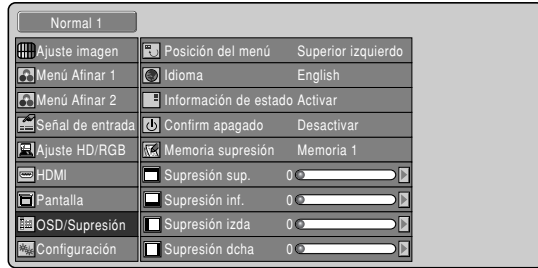 Normal 1
Ajuste imagen
Menú Afinar 1
Menú Afinar 2
Señal de entrada
Ajuste HD/RGB
HDMI
Pantalla
OSD/Supresión
Configuración
Posición del menú Superior izquierdo
Idioma English
Información de estado Activar
Confirm apagado Desactivar
Memoria supresión Memoria 1
Supresión sup. 0
Supresión inf. 0
Supresión izda 0
Supresión dcha 0